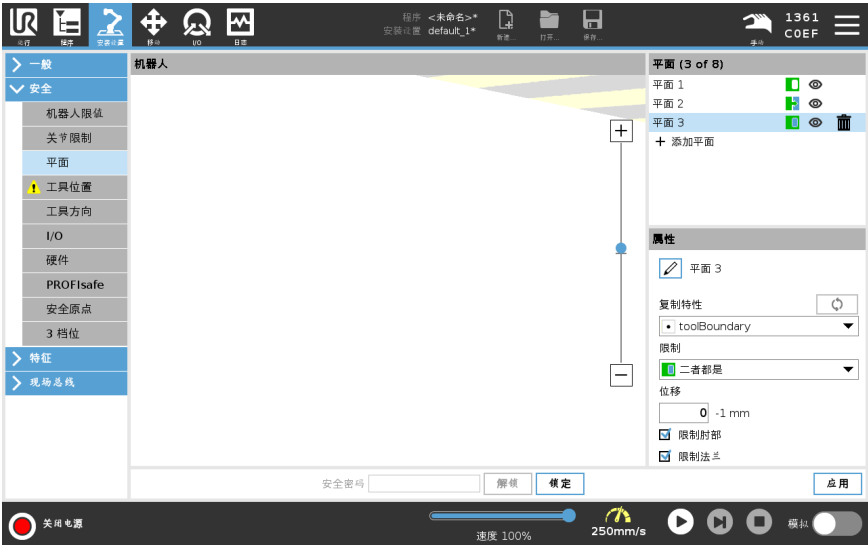 UR
运行
程序
安装设置
移动
I/O
日志
程序 <未命名>*
安装设置 default_1*
新建...
打开...
保存...
手动
1361
C0EF
一般
安全
机器人限值
关节限制
平面
工具位置
工具方向
I/O
硬件
PROFIsafe
安全原点
3 档位
特征
现场总线
机器人
平面 (3 of 8)
平面 1
平面 2
平面 3
添加平面
属性
平面 3
复制特性
toolBoundary
限制
二者都是
位移
0 -1 mm
限制肘部
限制法兰
安全密码
解锁
锁定
应用
关闭电源
速度 100%
250mm/s
模拟